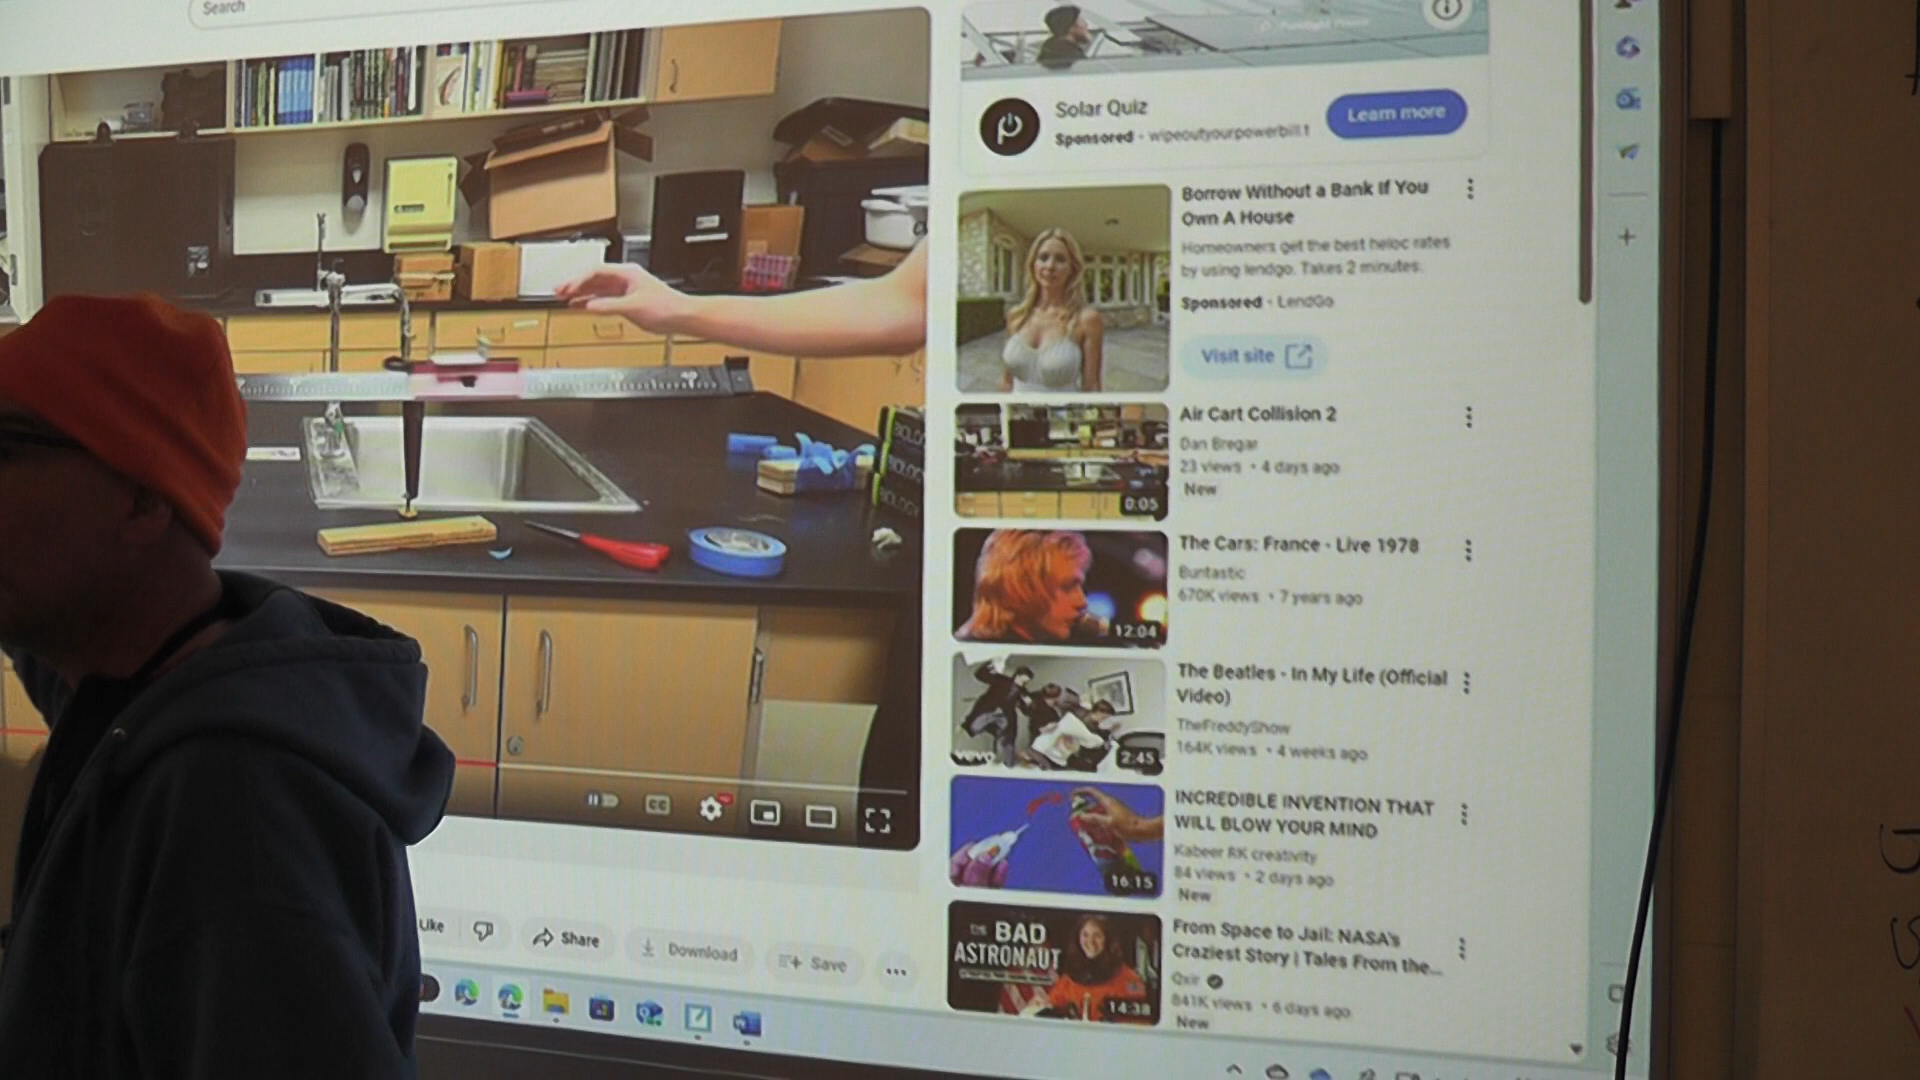 Search
Solar Quiz
Sponsored · wipeoutyourpowerbill.t
Learn more
Borrow Without a Bank If You
Own A House
Homeowners get the best heloc rates
by using lendgo. Takes 2 minutes.
Sponsored · LendGo
Visit site
Air Cart Collision 2
Dan Bregar
23 views • 4 days ago
New
0:05
The Cars: France - Live 1978
Buntastic
670K views • 7 years ago
12:04
The Beatles - In My Life (Official
Video)
TheFreddyShow
164K views • 4 weeks ago
vevo
2:45
INCREDIBLE INVENTION THAT
WILL BLOW YOUR MIND
Kabeer RK creativity
84 views • 2 days ago
New
16:15
From Space to Jail: NASA's
Craziest Story | Tales From the...
Qxir
841K views • 6 days ago
New
BAD
ASTRONAUT
14:38
BIOLO
BIOLOG
BIOLOG
CC
Like
Share
Download
Save